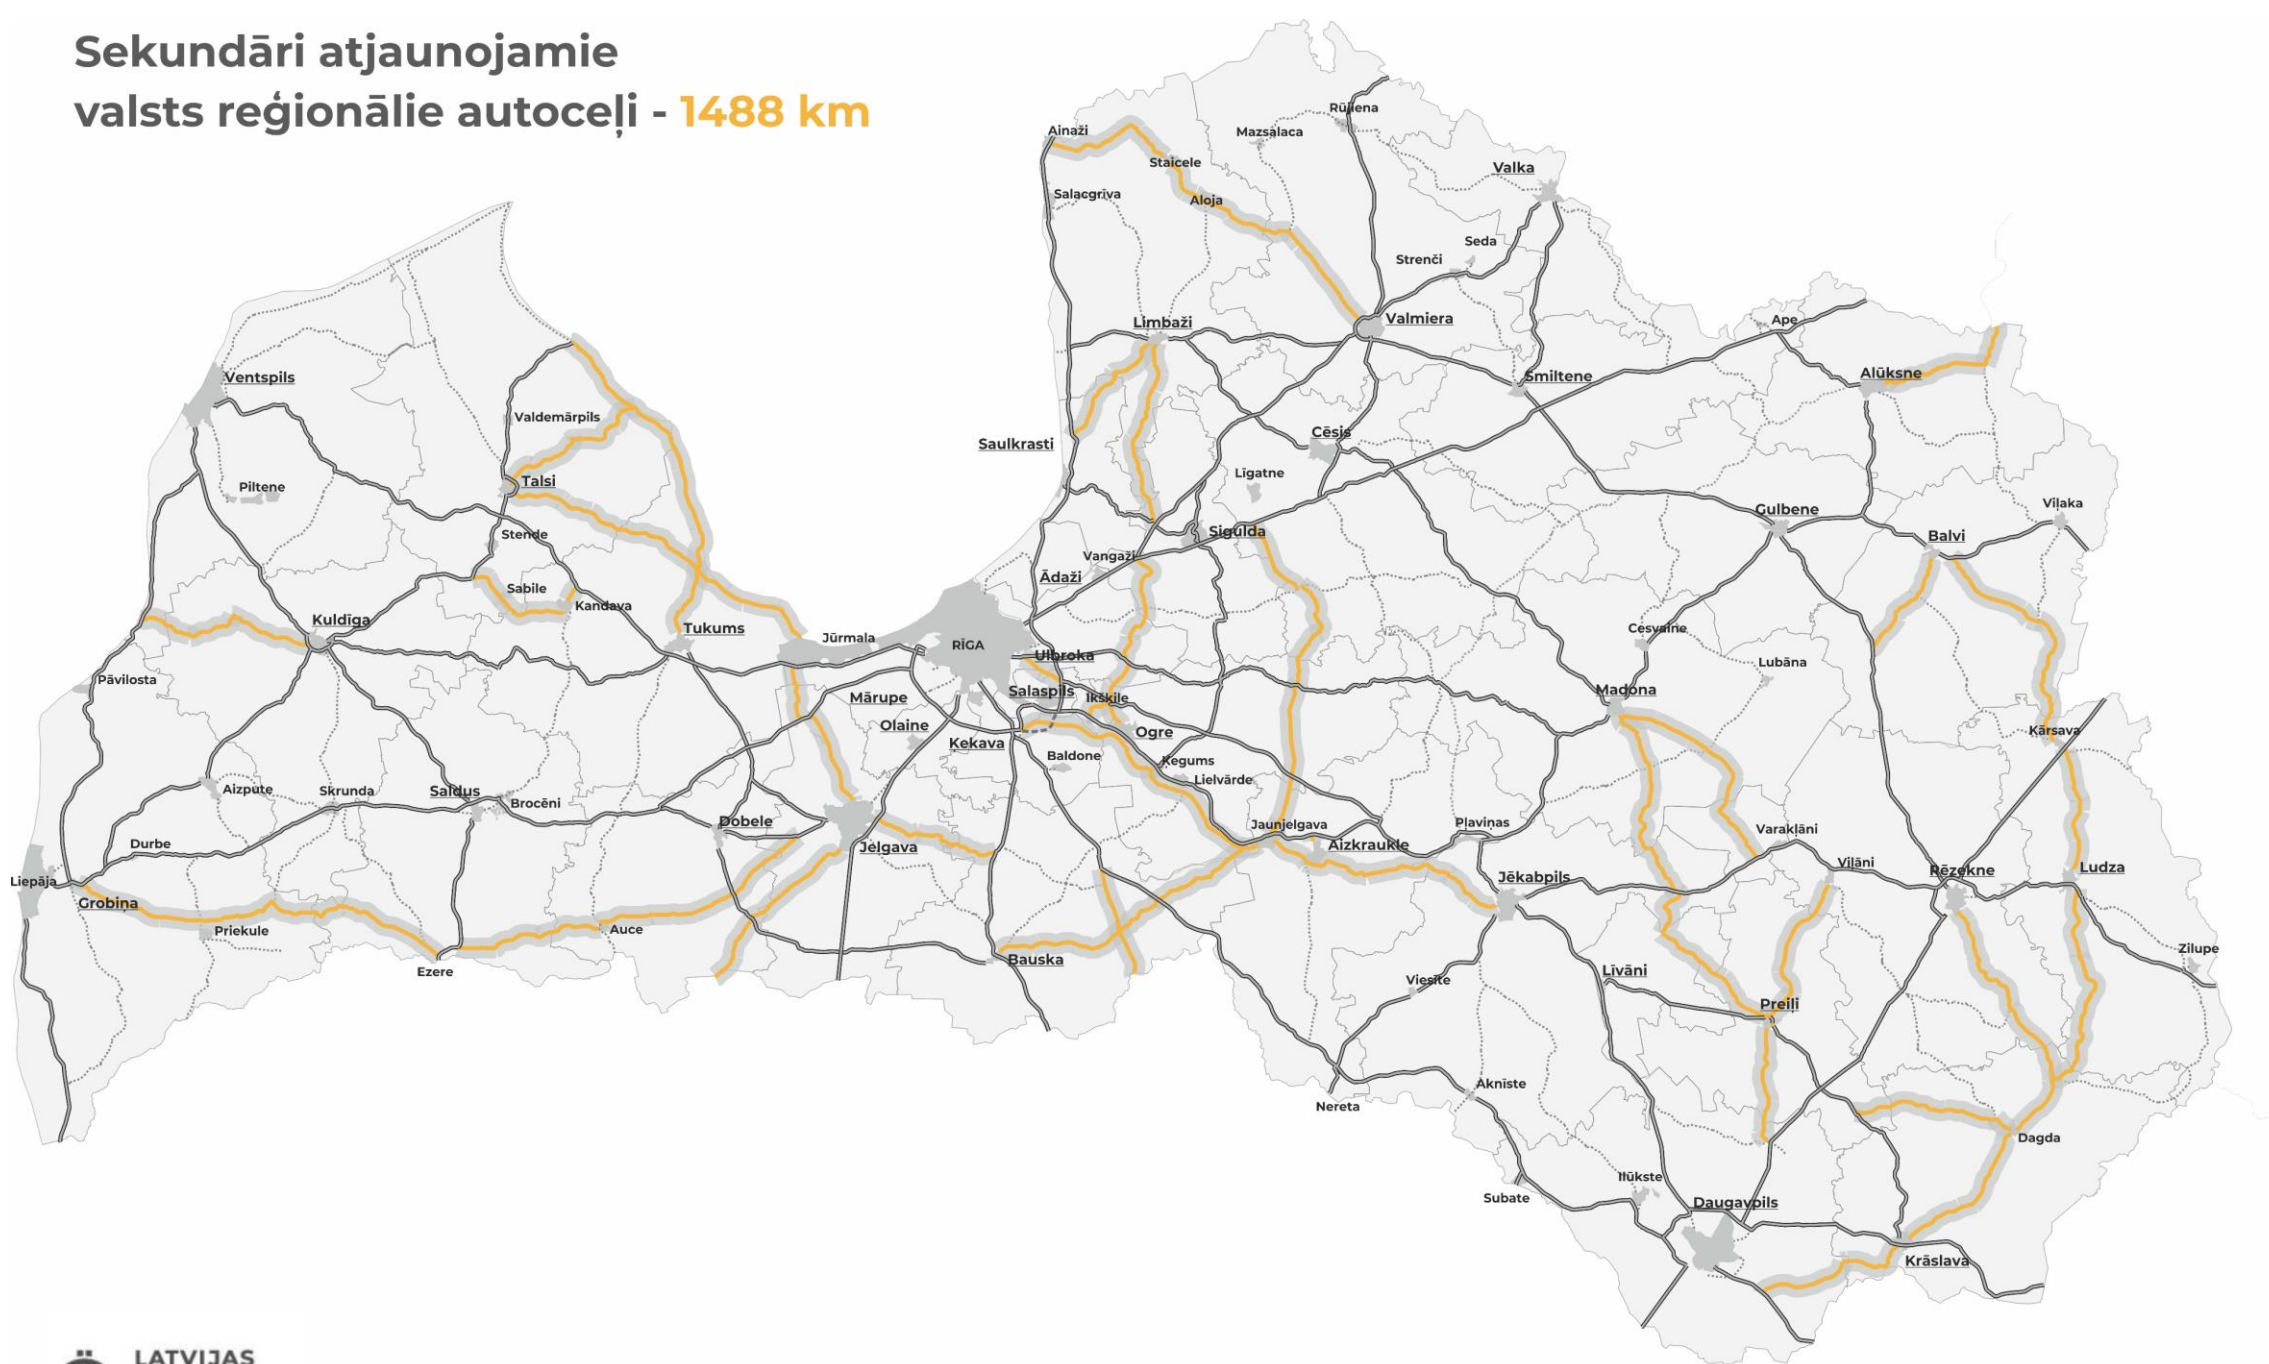 Sekundāri atjaunojamie
valsts reģionālie autoceļi - 1488 km
Ainaži
Rūjiena
Mazsalaca
Staicele
Valka
Salacgrīva
Aloja
Seda
Strenči
Limbaži
Valmiera
Ape
Ventspils
Smiltene
Alūksne
Valdemārpils
Saulkrasti
Cēsis
Līgatne
Talsi
Piltene
Viļaka
Gulbene
Stende
Sigulda
Balvi
Vangaži
Ādaži
Sabile
Kandava
Kuldīga
Tukums
Jūrmala
RĪGA
Cesvaine
Ulbroka
Lubāna
Pāvilosta
Mārupe
Salaspils
Ikšķile
Madona
Olaine
Ogre
Ķekava
Kārsava
Baldone
Ķegums
Lielvārde
Aizpute
Skrunda
Saldus
Brocēni
Dobele
Jaunjelgava
Pļaviņas
Varakļāni
Durbe
Jelgava
Aizkraukle
Viļāni
Rēzekne
Ludza
Liepāja
Jēkabpils
Grobiņa
Priekule
Auce
Zilupe
Ezere
Bauska
Līvāni
Viesīte
Preiļi
Akniste
Nereta
Dagda
Ilūkste
Subate
Daugavpils
Krāslava
LATVIJAS